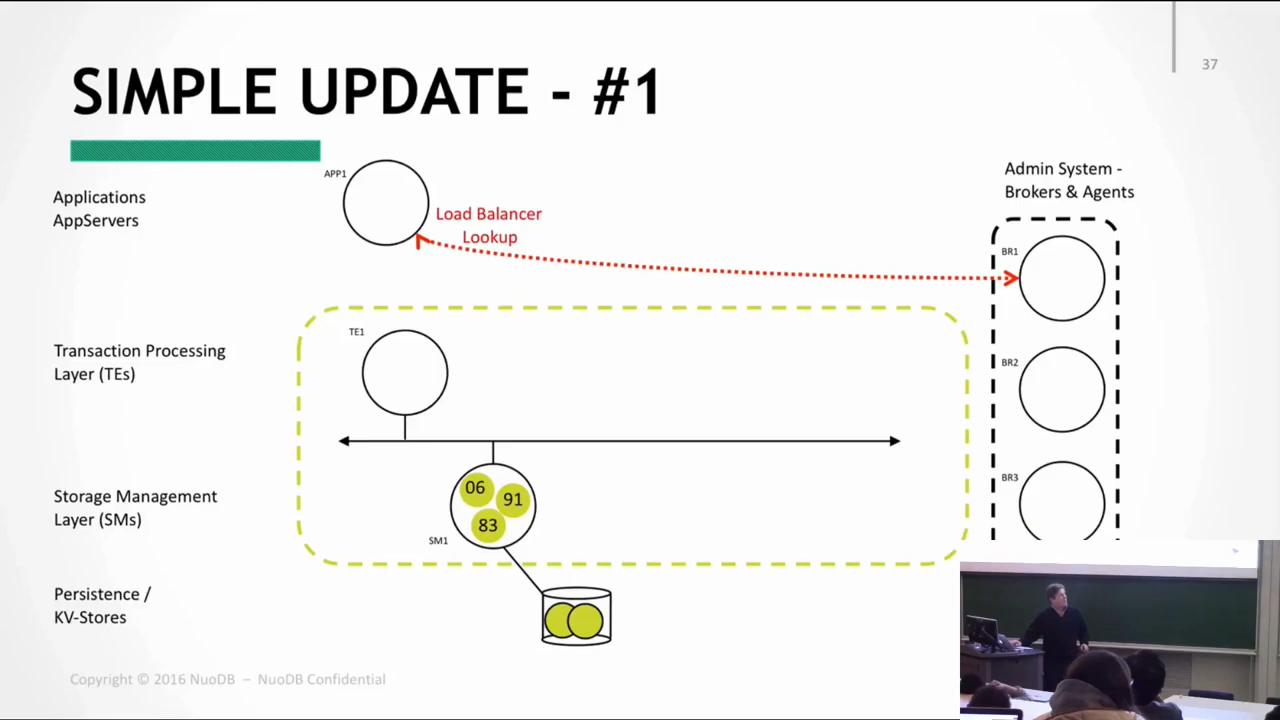 37
SIMPLE UPDATE - #1
Admin System -
Brokers & Agents
APP1
Applications
AppServers
Load Balancer
Lookup
BR1
TE1
Transaction Processing
Layer (TEs)
BR2
BR3
06
91
83
Storage Management
Layer (SMs)
SM1
Persistence /
KV-Stores
Copyright © 2016 NuoDB – NuoDB Confidential